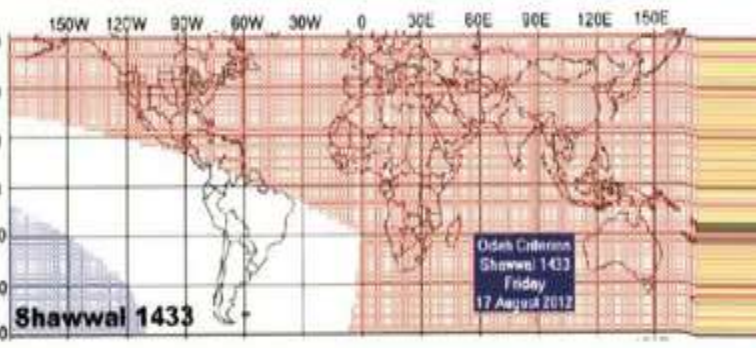 150W 120W 90W 60W 30W 0 30E 60E 90E 120E 150E
Odeh Criterion
Shawwal 1433
Friday
17 August 2012
Shawwal 1433